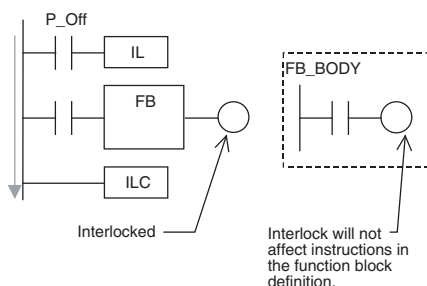 P_Off
IL
FB
ILC
Interlocked
FB_BODY
Interlock will not
affect instructions in
the function block
definition.